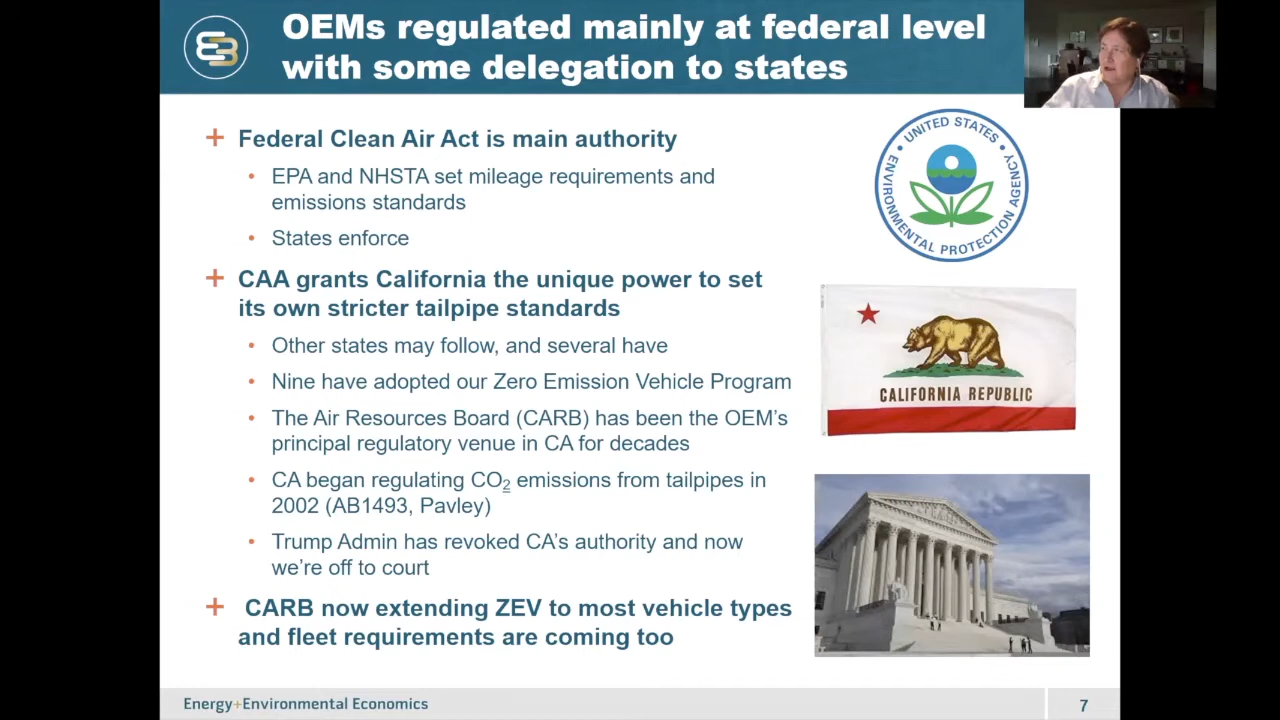 OEMs regulated mainly at federal level
with some delegation to states
Federal Clean Air Act is main authority
EPA and NHSTA set mileage requirements and
emissions standards
States enforce
CAA grants California the unique power to set
its own stricter tailpipe standards
Other states may follow, and several have
Nine have adopted our Zero Emission Vehicle Program
The Air Resources Board (CARB) has been the OEM's
principal regulatory venue in CA for decades
CA began regulating CO2 emissions from tailpipes in
2002 (AB1493, Pavley)
Trump Admin has revoked CA's authority and now
we're off to court
CARB now extending ZEV to most vehicle types
and fleet requirements are coming too
UNITED STATES
ENVIRONMENTAL PROTECTION AGENCY
CALIFORNIA REPUBLIC
Energy+Environmental Economics
7